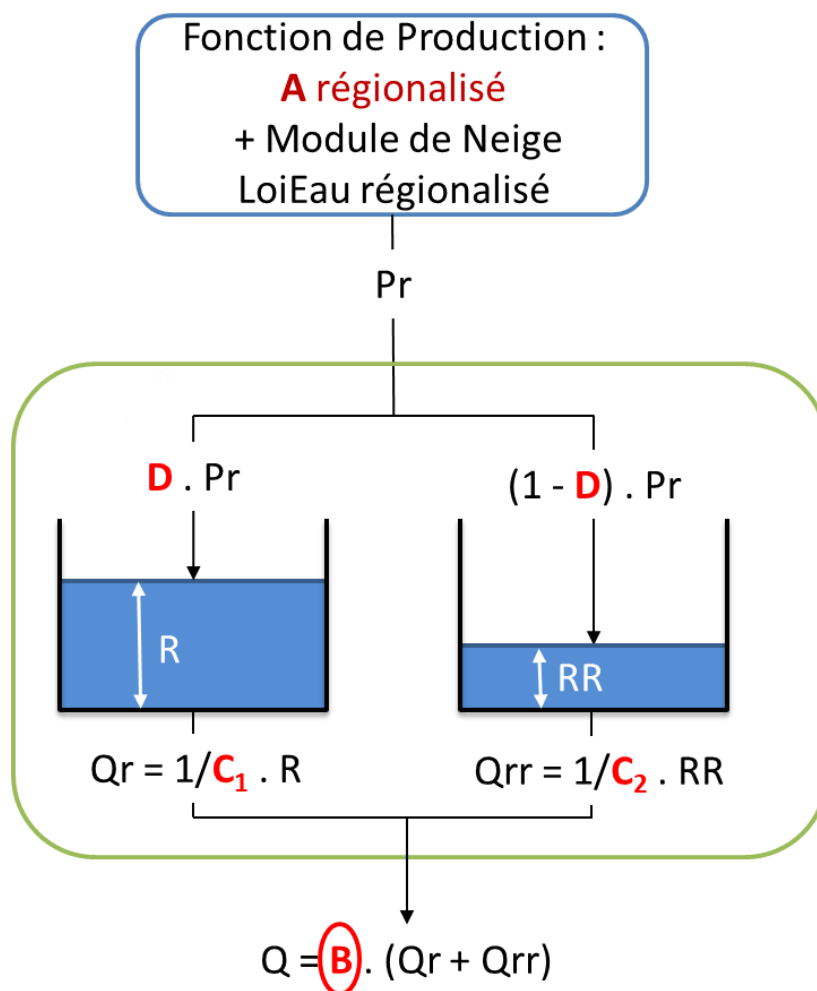 Fonction de Production :
A régionalisé
+ Module de Neige
LoiEau régionalisé
Pr
D . Pr
(1 - D) . Pr
R
RR
Qr = 1/C₁ . R
Qrr = 1/C₂ . RR
Q = B . (Qr + Qrr)